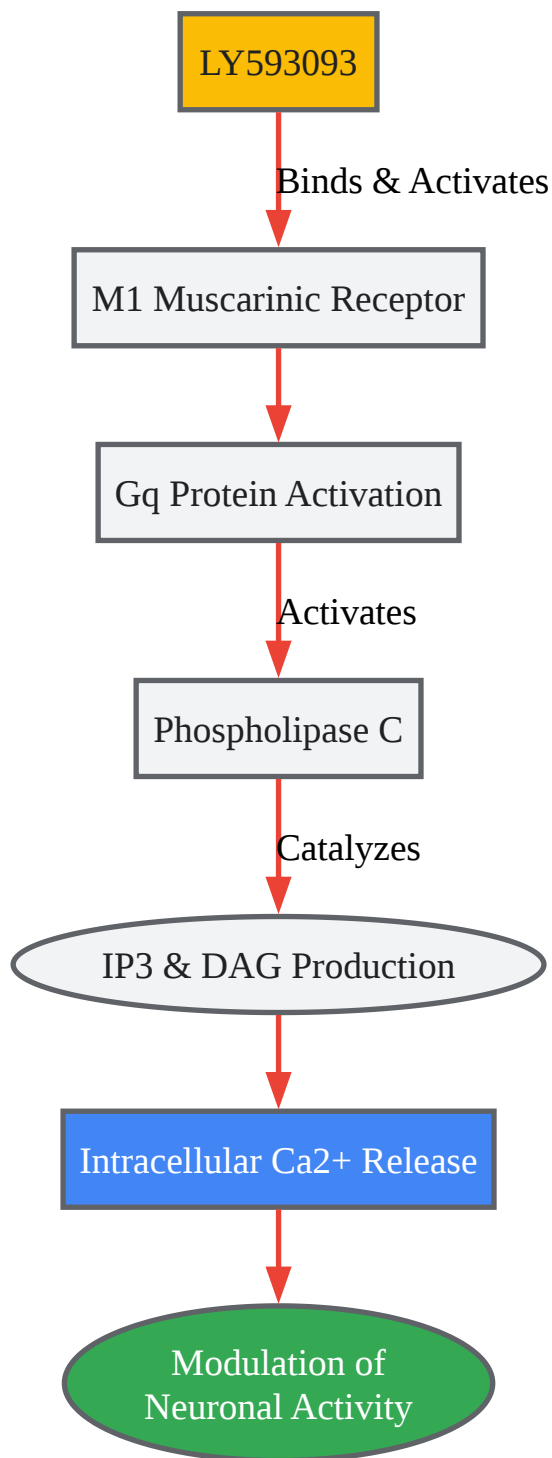 LY593093
Binds & Activates
M1 Muscarinic Receptor
Gq Protein Activation
Activates
Phospholipase C
Catalyzes
IP3 & DAG Production
Intracellular Ca2+ Release
Modulation of
Neuronal Activity